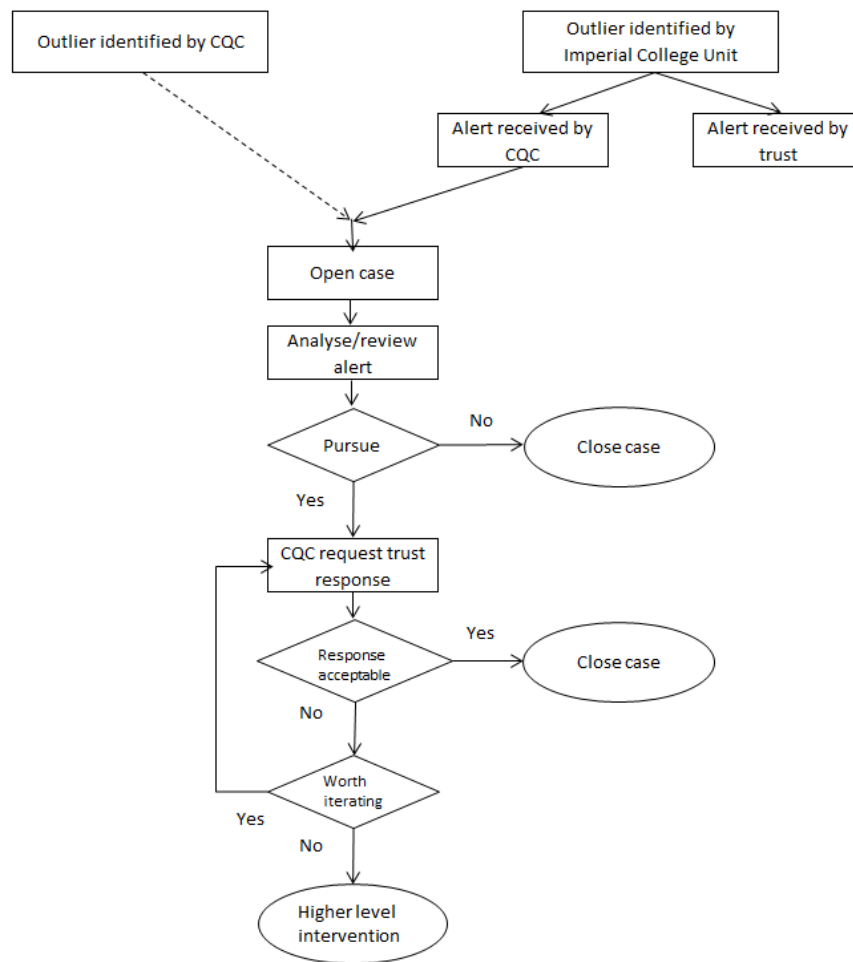 Outlier identified by CQC
Outlier identified by
Imperial College Unit
Alert received by
CQC
Alert received by
trust
Open case
Analyse/review
alert
Pursue
No
Close case
Yes
CQC request trust
response
Response
acceptable
Yes
Close case
No
Worth
iterating
Yes
No
Higher level
intervention